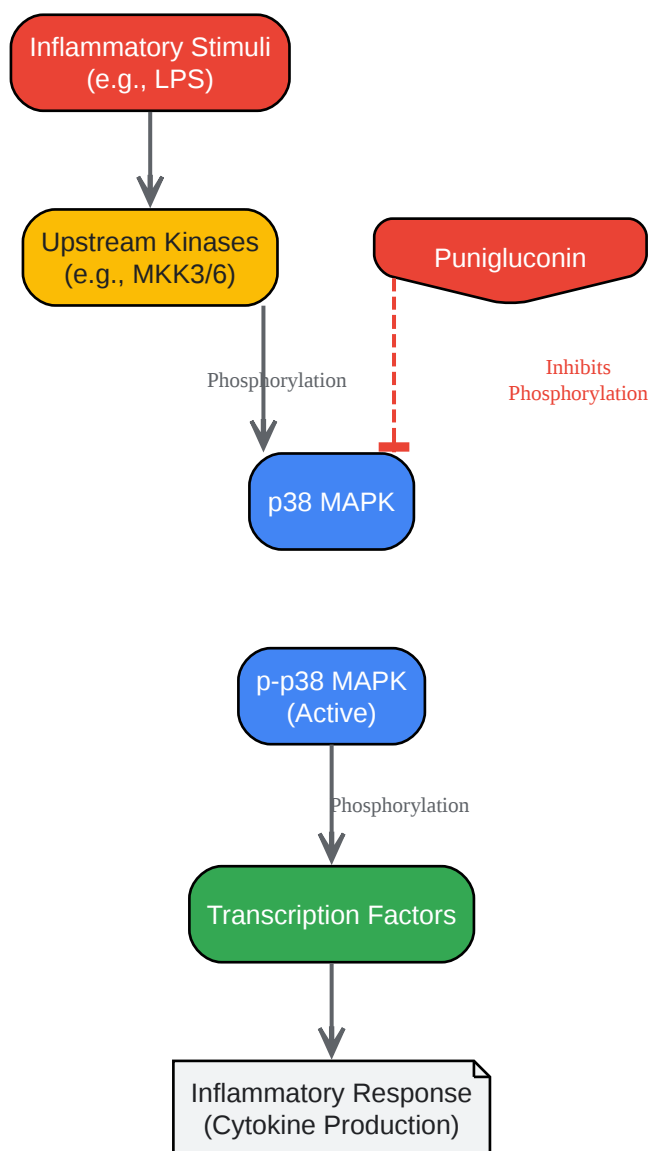 Inflammatory Stimuli
(e.g., LPS)
Upstream Kinases
(e.g., MKK3/6)
Punigluconin
Phosphorylation
Inhibits
Phosphorylation
p38 MAPK
p-p38 MAPK
(Active)
Phosphorylation
Transcription Factors
Inflammatory Response
(Cytokine Production)